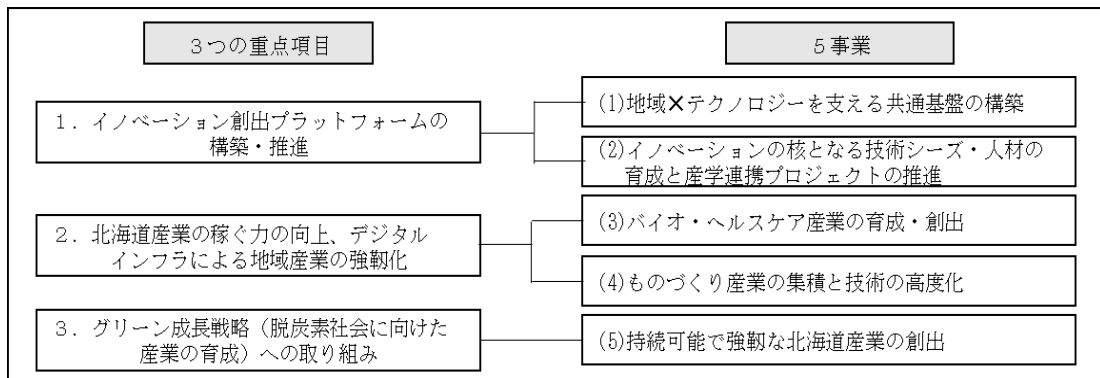 3つの重点項目
5事業
1．イノベーション創出プラットフォームの
構築・推進
(1)地域×テクノロジーを支える共通基盤の構築
(2)イノベーションの核となる技術シーズ・人材の
育成と産学連携プロジェクトの推進
2．北海道産業の稼ぐ力の向上、デジタル
インフラによる地域産業の強靱化
(3)バイオ・ヘルスケア産業の育成・創出
(4)ものづくり産業の集積と技術の高度化
3．グリーン成長戦略（脱炭素社会に向けた
産業の育成）への取り組み
(5)持続可能で強靱な北海道産業の創出